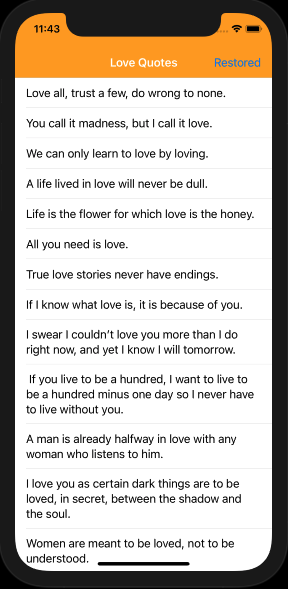 11:43
Love Quotes
Restored
Love all, trust a few, do wrong to none.
You call it madness, but I call it love.
We can only learn to love by loving.
A life lived in love will never be dull.
Life is the flower for which love is the honey.
All you need is love.
True love stories never have endings.
If I know what love is, it is because of you.
I swear I couldn’t love you more than I do
right now, and yet I know I will tomorrow.
If you live to be a hundred, I want to live to
be a hundred minus one day so I never have
to live without you.
A man is already halfway in love with any
woman who listens to him.
I love you as certain dark things are to be
loved, in secret, between the shadow and
the soul.
Women are meant to be loved, not to be
understood.